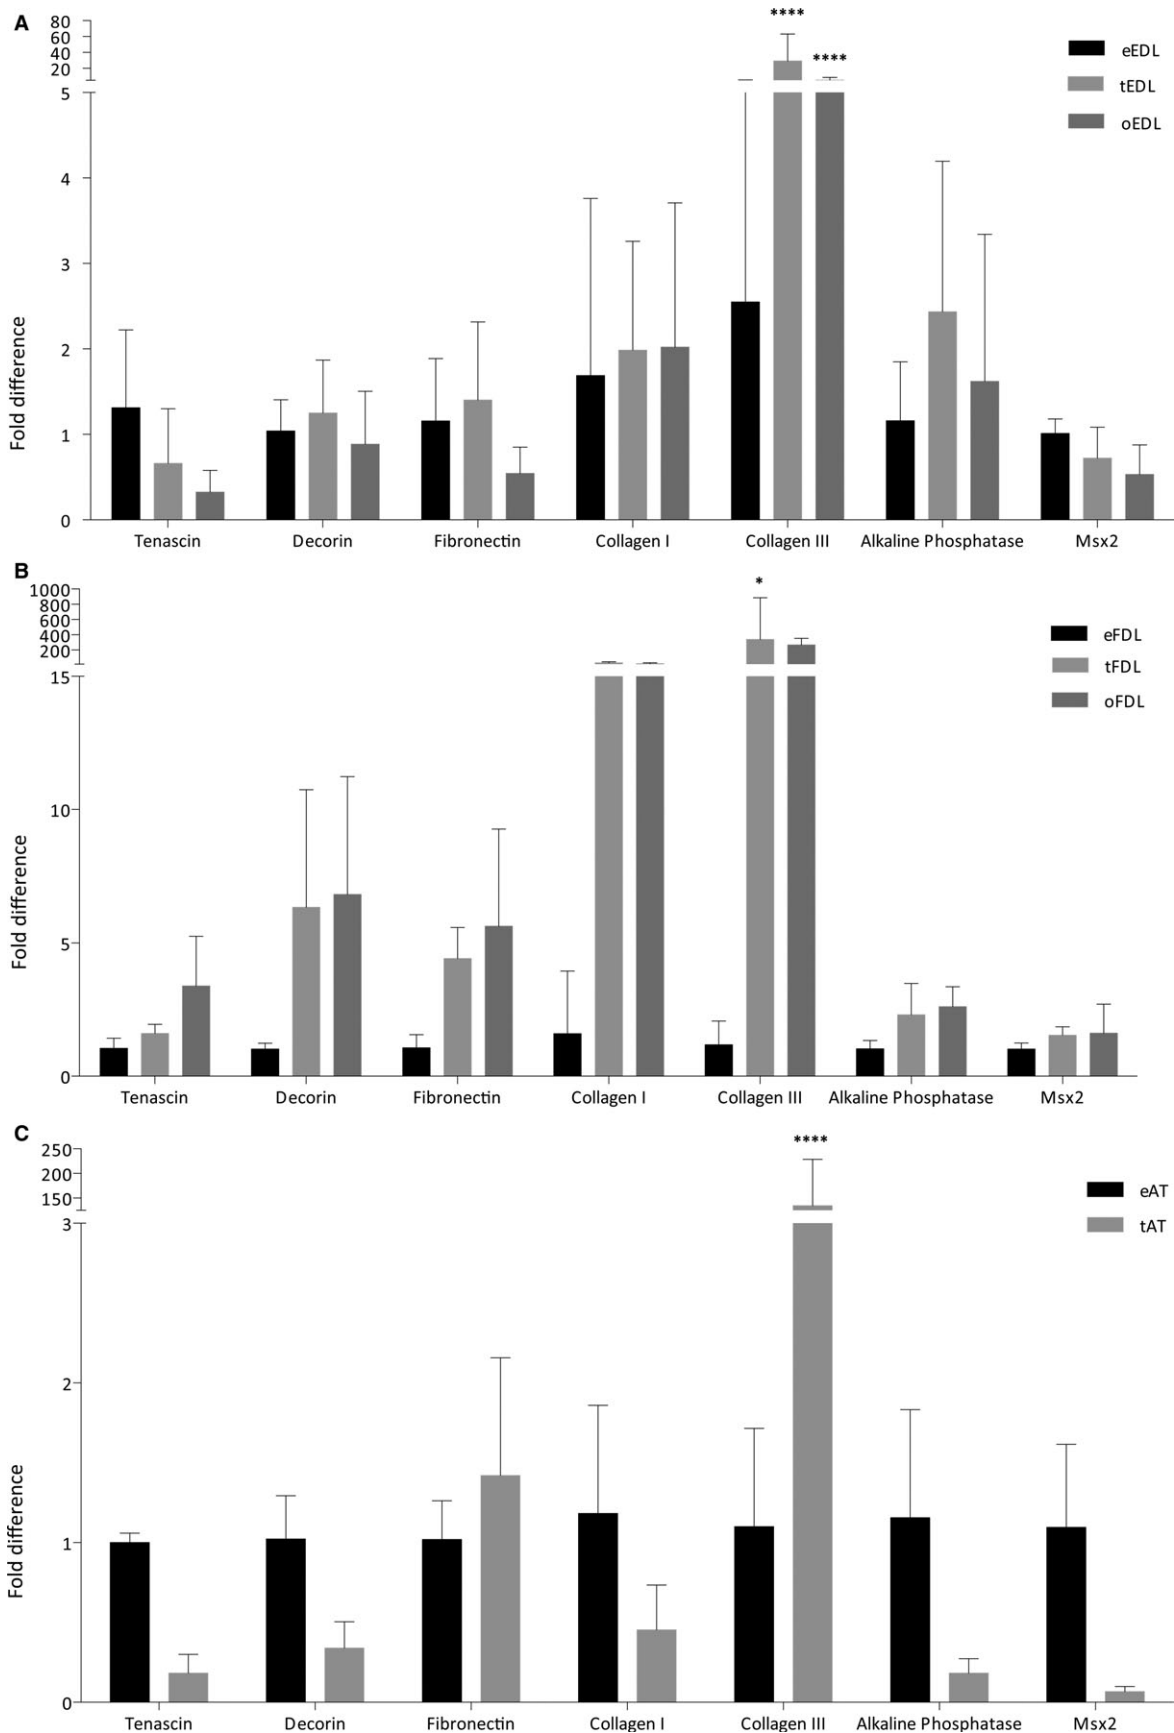 A
80
60
40
20
5
4
3
2
1
0
Fold difference
****
****
eEDL
tEDL
oEDL
Tenascin Decorin Fibronectin Collagen I Collagen III Alkaline Phosphatase Msx2
B
1000
800
600
400
200
15
10
5
0
Fold difference
*
eFDL
tFDL
oFDL
Tenascin Decorin Fibronectin Collagen I Collagen III Alkaline Phosphatase Msx2
C
250
200
150
3
2
1
0
Fold difference
****
eAT
tAT
Tenascin Decorin Fibronectin Collagen I Collagen III Alkaline Phosphatase Msx2